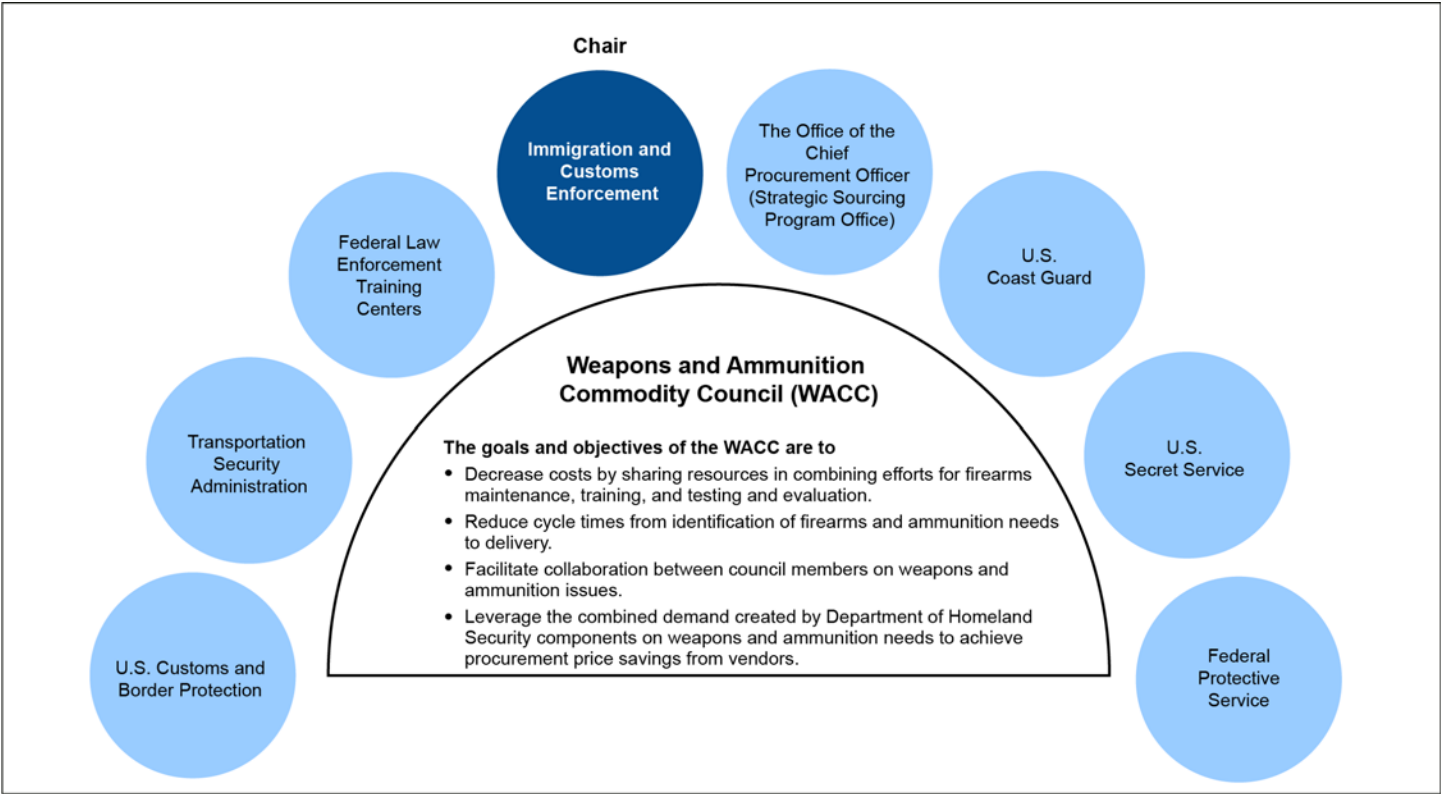 Chair
Immigration and
Customs
Enforcement
The Office of the
Chief
Procurement Officer
(Strategic Sourcing
Program Office)
Federal Law
Enforcement
Training
Centers
U.S.
Coast Guard
Transportation
Security
Administration
U.S.
Secret Service
U.S. Customs and
Border Protection
Federal
Protective
Service
Weapons and Ammunition
Commodity Council (WACC)
The goals and objectives of the WACC are to
• Decrease costs by sharing resources in combining efforts for firearms
maintenance, training, and testing and evaluation.
• Reduce cycle times from identification of firearms and ammunition needs
to delivery.
• Facilitate collaboration between council members on weapons and
ammunition issues.
• Leverage the combined demand created by Department of Homeland
Security components on weapons and ammunition needs to achieve
procurement price savings from vendors.